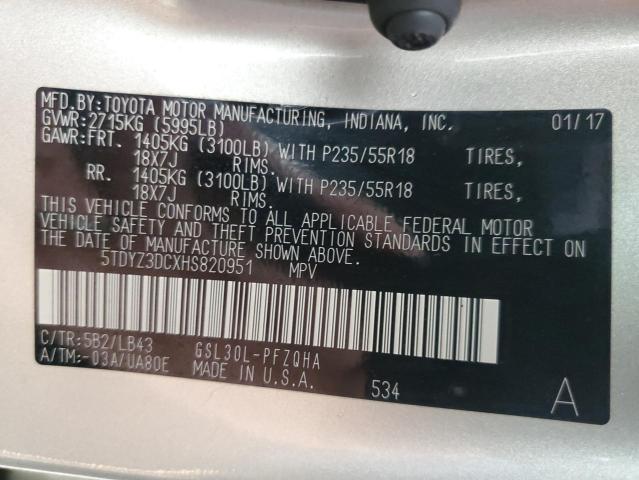 MFD.BY:TOYOTA MOTOR MANUFACTURING, INDIANA, INC. 01/17
GVWR:2715KG (5995LB)
GAWR:FRT. 1405KG (3100LB) WITH P235/55R18 TIRES,
18X7J RIMS.
RR. 1405KG (3100LB) WITH P235/55R18 TIRES,
18X7J RIMS.
THIS VEHICLE CONFORMS TO ALL APPLICABLE FEDERAL MOTOR
VEHICLE SAFETY AND THEFT PREVENTION STANDARDS IN EFFECT ON
THE DATE OF MANUFACTURE SHOWN ABOVE.
5TDYZ3DCXHS820951 MPV
C/TR:5B2/LB43 GSL30L-PFZQHA
A/TM:-03A/UA80E MADE IN U.S.A.
534 A